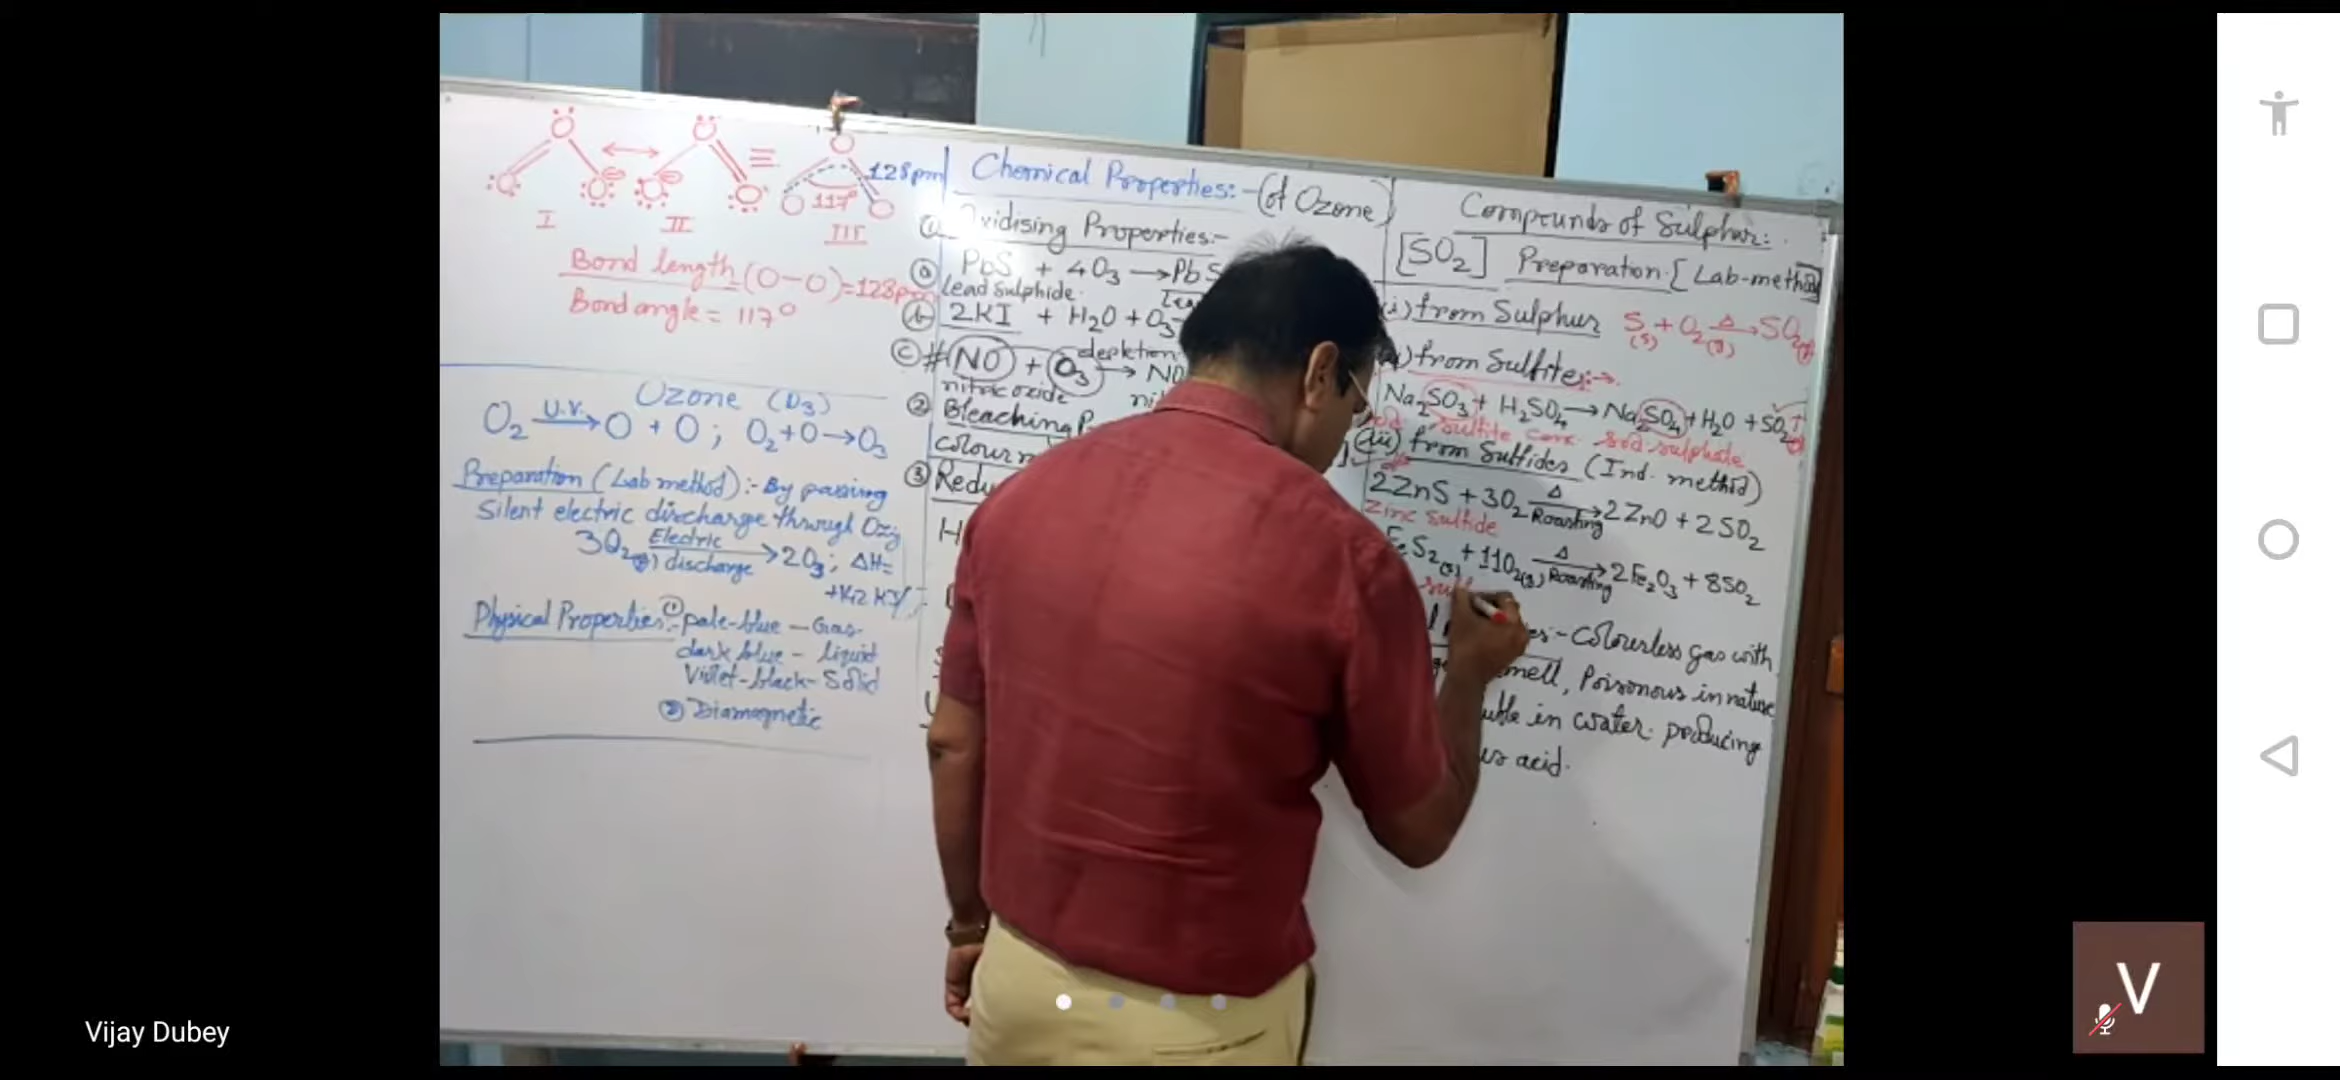 128pm
117°
I II III
Bond length (O-O)=128pm
Bond angle = 117°
Ozone (O3)
O2 U.V. → O + O ; O2+O→O3
Preparation (Lab method):- By passing
Silent electric discharge through
3O2(g) Electric discharge → 2O3; ΔH=
Physical Properties:- ① pale-blue - Gas
dark blue - liquid
Violet-black-Solid
② Diamagnetic
Chemical Properties:- (of Ozone)
Oxidising Properties:-
ⓐ PbS + 4O3 → PbS
Lead Sulphide
ⓑ 2KI + H2O + O3
depletion
ⓒ # NO + O3 → NO
nitric oxide
② Bleaching P
Colour
③ Redu
H
Compounds of Sulphur:
[SO2] Preparation [Lab-method]
(i) from Sulphur S(s) + O2(g) Δ→ SO2(g)
from Sulfite:→
Na2SO3 + H2SO4 → Na2SO4 + H2O + SO2↑
sulfite conc. sod. sulphate
(iii) from Sulfides (Ind. method)
2ZnS + 3O2 Δ→ Roasting 2ZnO + 2SO2
Zinc sulfide
FeS2(s) + 11O2(g) Δ→ Roasting 2Fe2O3 + 8SO2
es- Colourless gas with
smell, Poisonous in nature
uble in water producing
us acid.
Vijay Dubey
V